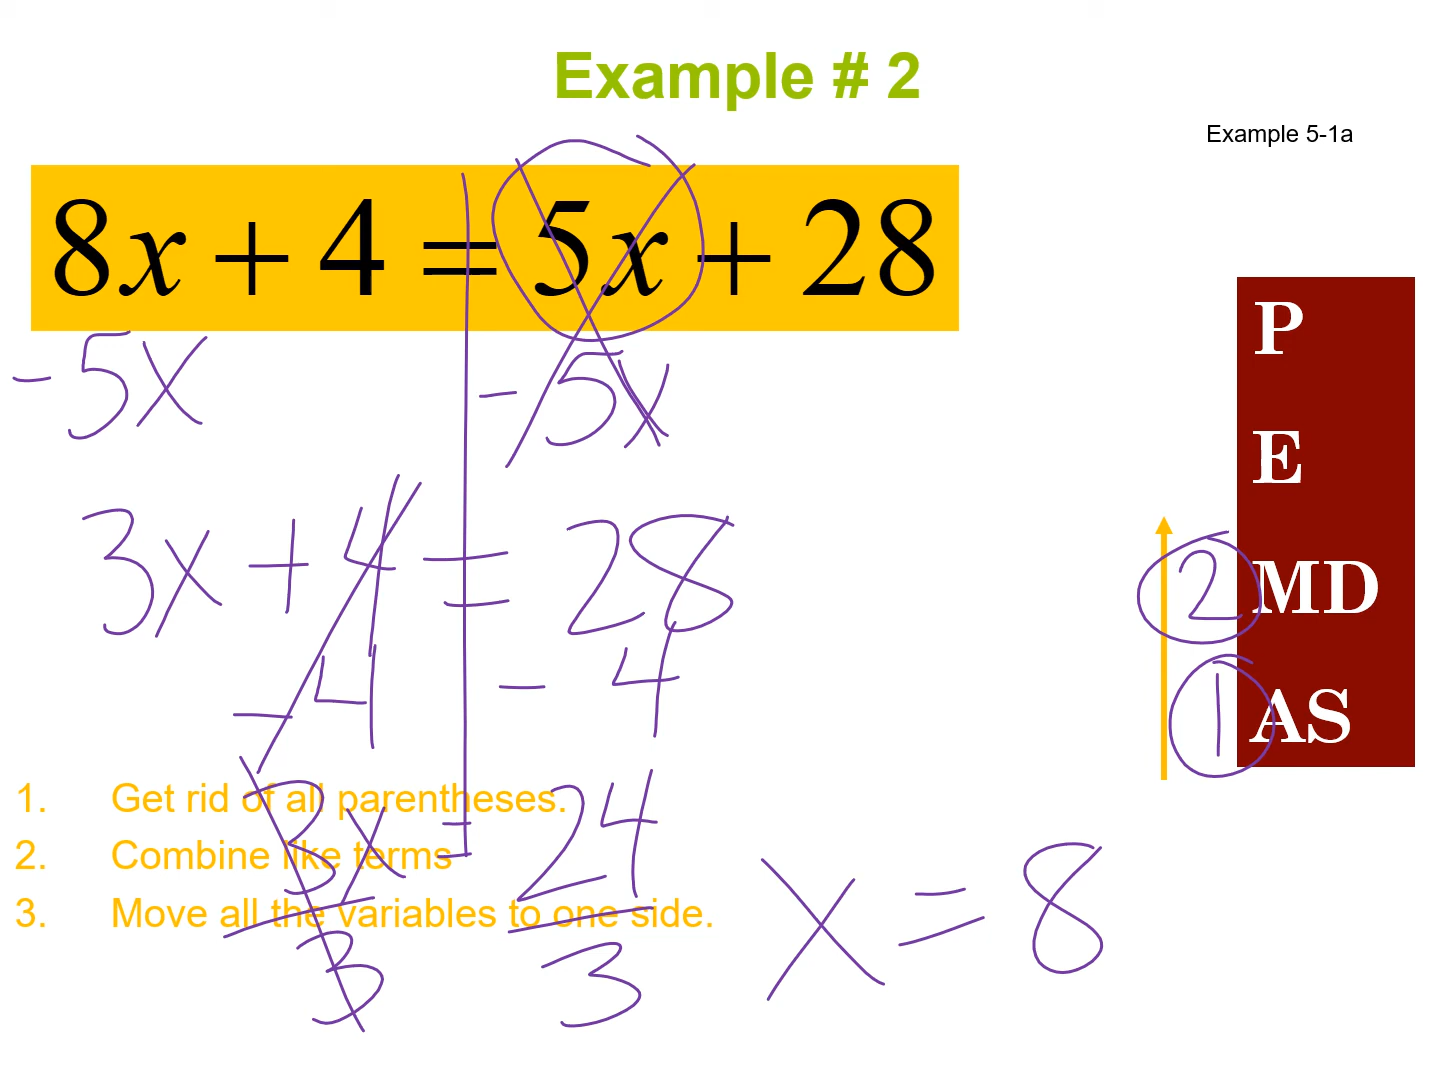 Example # 2
Example 5-1a
8x + 4 = 5x + 28
-5x -5x
3x + 4 = 28
-4 -4
3x = 24
3 3
x = 8
1. Get rid of all parentheses.
2. Combine like terms
3. Move all the variables to one side.
P
E
2 MD
1 AS